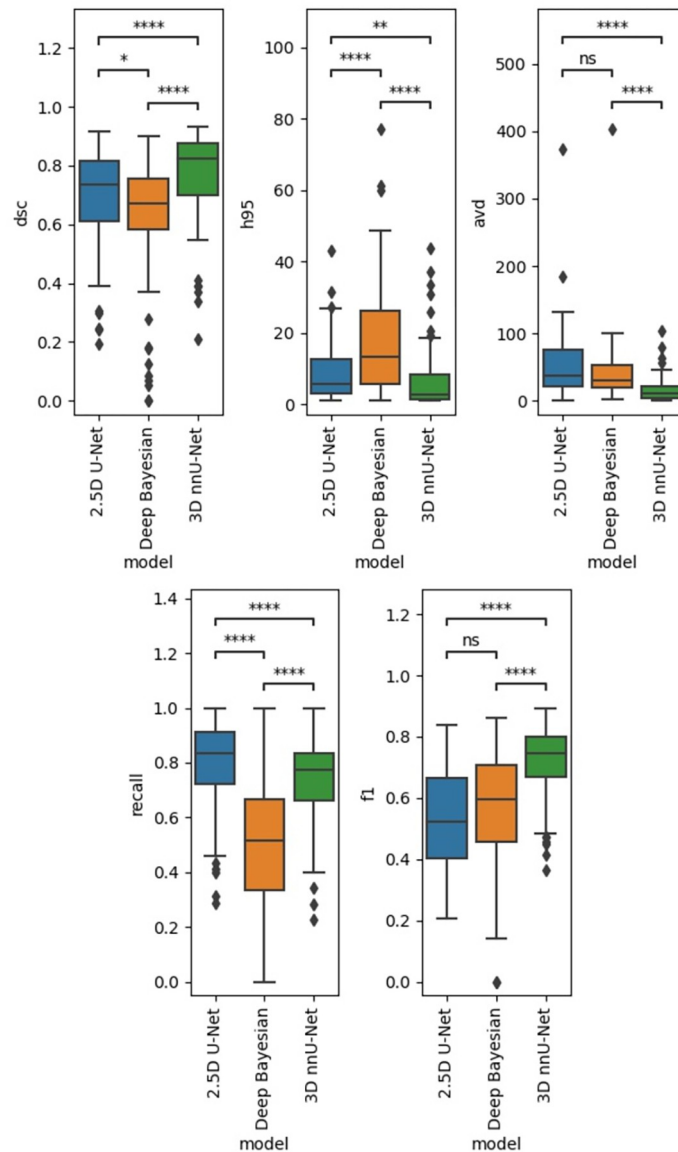 ****
*
****
1.2
1.0
0.8
0.6
0.4
0.2
0.0
dsc
2.5D U-Net
Deep Bayesian
3D nnU-Net
model
**
****
****
100
80
60
40
20
0
h95
2.5D U-Net
Deep Bayesian
3D nnU-Net
model
****
ns
****
500
400
300
200
100
0
avd
2.5D U-Net
Deep Bayesian
3D nnU-Net
model
****
****
****
1.4
1.2
1.0
0.8
0.6
0.4
0.2
0.0
recall
2.5D U-Net
Deep Bayesian
3D nnU-Net
model
****
ns
****
1.2
1.0
0.8
0.6
0.4
0.2
0.0
f1
2.5D U-Net
Deep Bayesian
3D nnU-Net
model